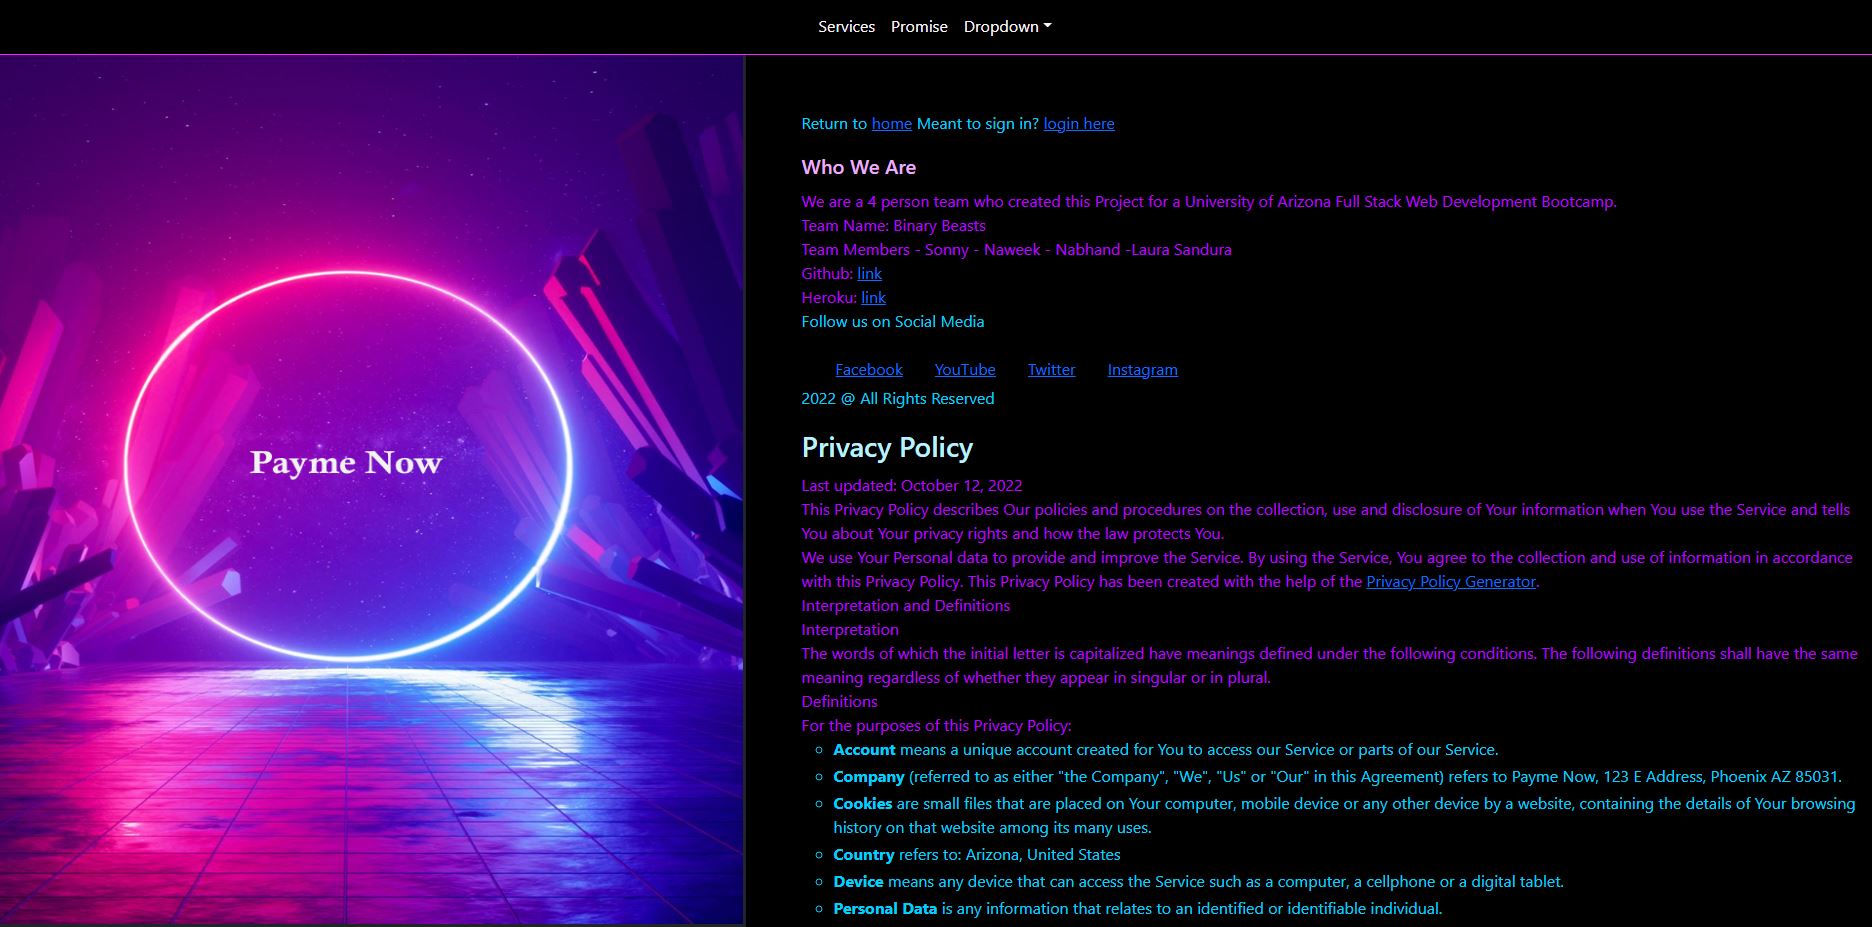 Services Promise Dropdown
Payme Now
Return to home Meant to sign in? login here
Who We Are
We are a 4 person team who created this Project for a University of Arizona Full Stack Web Development Bootcamp.
Team Name: Binary Beasts
Team Members - Sonny - Naweek - Nabhand -Laura Sandura
Github: link
Heroku: link
Follow us on Social Media
Facebook YouTube Twitter Instagram
2022 @ All Rights Reserved
Privacy Policy
Last updated: October 12, 2022
This Privacy Policy describes Our policies and procedures on the collection, use and disclosure of Your information when You use the Service and tells
You about Your privacy rights and how the law protects You.
We use Your Personal data to provide and improve the Service. By using the Service, You agree to the collection and use of information in accordance
with this Privacy Policy. This Privacy Policy has been created with the help of the Privacy Policy Generator.
Interpretation and Definitions
Interpretation
The words of which the initial letter is capitalized have meanings defined under the following conditions. The following definitions shall have the same
meaning regardless of whether they appear in singular or in plural.
Definitions
For the purposes of this Privacy Policy:
Account means a unique account created for You to access our Service or parts of our Service.
Company (referred to as either "the Company", "We", "Us" or "Our" in this Agreement) refers to Payme Now, 123 E Address, Phoenix AZ 85031.
Cookies are small files that are placed on Your computer, mobile device or any other device by a website, containing the details of Your browsing
history on that website among its many uses.
Country refers to: Arizona, United States
Device means any device that can access the Service such as a computer, a cellphone or a digital tablet.
Personal Data is any information that relates to an identified or identifiable individual.